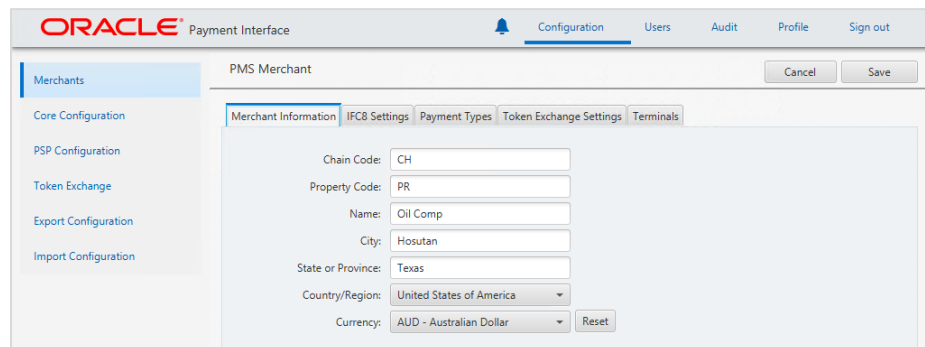 ORACLE® Payment Interface Configuration Users Audit Profile Sign out
Merchants
Core Configuration
PSP Configuration
Token Exchange
Export Configuration
Import Configuration
PMS Merchant Cancel Save
Merchant Information IFC8 Settings Payment Types Token Exchange Settings Terminals
Chain Code: CH
Property Code: PR
Name: Oil Comp
City: Hosutan
State or Province: Texas
Country/Region: United States of America
Currency: AUD - Australian Dollar Reset